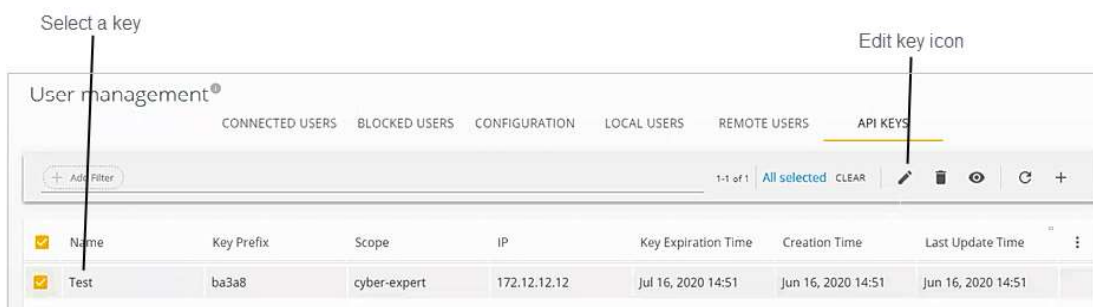 Select a key
Edit key icon
User management
CONNECTED USERS BLOCKED USERS CONFIGURATION LOCAL USERS REMOTE USERS API KEYS
+ Add Filter 1-1 of 1 All selected CLEAR
Name Key Prefix Scope IP Key Expiration Time Creation Time Last Update Time
Test ba3a8 cyber-expert 172.12.12.12 Jul 16, 2020 14:51 Jun 16, 2020 14:51 Jun 16, 2020 14:51